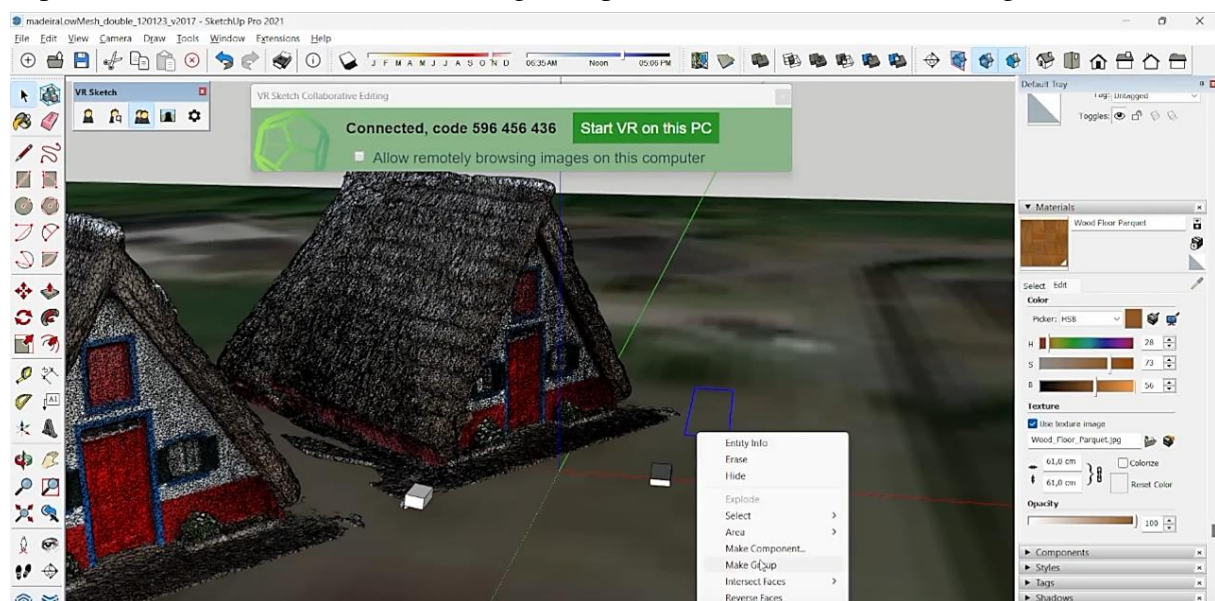 madeiraLowMesh_double_120123_v2017 - SketchUp Pro 2021
File Edit View Camera Draw Tools Window Extensions Help
J F M A M J J A S O N D
06:35 AM Noon 05:06 PM
VR Sketch
VR Sketch Collaborative Editing
Connected, code 596 456 436
Start VR on this PC
Allow remotely browsing images on this computer
Default Tray
Tag: Untagged
Toggles:
Materials
Wood Floor Parquet
Select Edit
Color
Picker: HSB
H 28
S 73
B 56
Texture
Use texture image
Wood_Floor_Parquet.jpg
61,0 cm
Colorize
61,0 cm
Reset Color
Opacity
100
Components
Styles
Tags
Shadows
Entity Info
Erase
Hide
Explode
Select
Area
Make Component...
Make Group
Intersect Faces
Reverse Faces